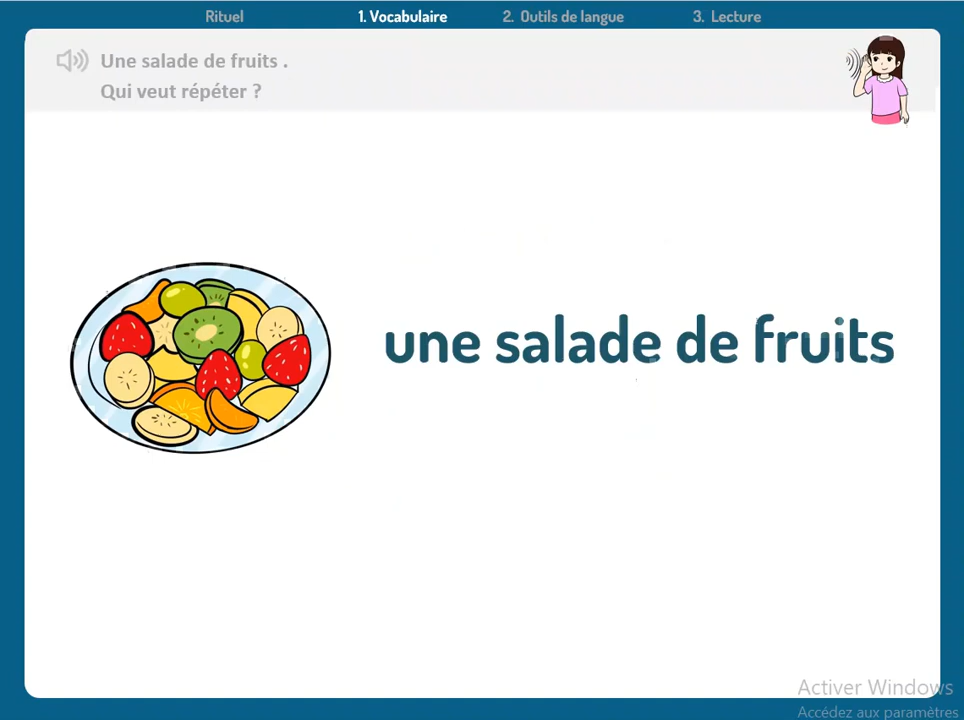 Rituel
1. Vocabulaire
2. Outils de langue
3. Lecture
Une salade de fruits .
Qui veut répéter ?
une salade de fruits
Activer Windows
Accédez aux paramètres